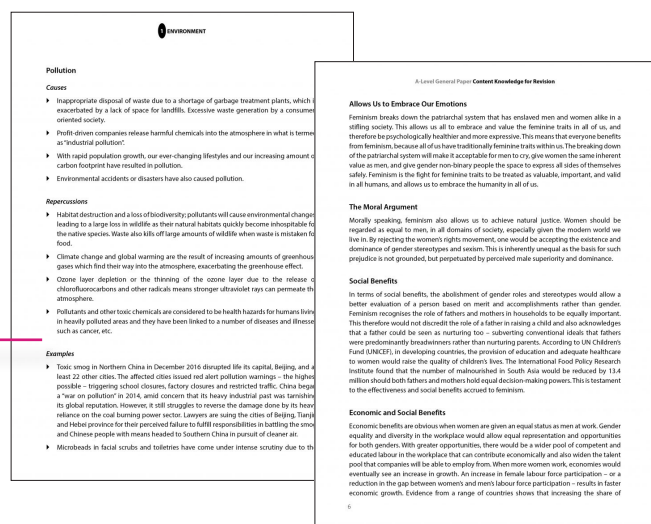 1 ENVIRONMENT
Pollution
Causes
Inappropriate disposal of waste due to a shortage of garbage treatment plants, which
exacerbated by a lack of space for landfills. Excessive waste generation by a
oriented society.
Profit-driven companies release harmful chemicals into the atmosphere in what is
as "industrial pollution".
With rapid population growth, our ever-changing lifestyles and our increasing amount
carbon footprint have resulted in pollution.
Environmental accidents or disasters have also caused pollution.
Repercussions
Habitat destruction and a loss of biodiversity; pollutants will cause environmental
leading to a large loss in wildlife as their natural habitats quickly become inhospitable
the native species. Waste also kills off large amounts of wildlife when waste is mistaken
food.
Climate change and global warming are the result of increasing amounts of
gases which find their way into the atmosphere, exacerbating the greenhouse effect.
Ozone layer depletion or the thinning of the ozone layer due to the release
chlorofluorocarbons and other radicals means stronger ultraviolet rays can permeate
atmosphere.
Pollutants and other toxic chemicals are considered to be health hazards for humans
in heavily polluted areas and they have been linked to a number of diseases and
such as cancer, etc.
Examples
Toxic smog in Northern China in December 2016 disrupted life its capital, Beijing, and
least 22 other cities. The affected cities issued red alert pollution warnings – the
possible – triggering school closures, factory closures and restricted traffic. China
a "war on pollution" in 2014, amid concern that its heavy industrial past was
its global reputation. However, it still struggles to reverse the damage done by its
reliance on the coal burning power sector. Lawyers are suing the cities of Beijing,
and Hebei province for their perceived failure to fulfill responsibilities in battling the
and Chinese people with means headed to Southern China in pursuit of cleaner air.
Microbeads in facial scrubs and toiletries have come under intense scrutiny due to
A-Level General Paper Content Knowledge for Revision
Allows Us to Embrace Our Emotions
Feminism breaks down the patriarchal system that has enslaved men and women alike in a
stifling society. This allows us all to embrace and value the feminine traits in all of us, and
therefore be psychologically healthier and more expressive. This means that everyone benefits
from feminism, because all of us have traditionally feminine traits within us. The breaking down
of the patriarchal system will make it acceptable for men to cry, give women the same inherent
value as men, and give gender non-binary people the space to express all sides of themselves
safely. Feminism is the fight for feminine traits to be treated as valuable, important, and valid
in all humans, and allows us to embrace the humanity in all of us.
The Moral Argument
Morally speaking, feminism also allows us to achieve natural justice. Women should be
regarded as equal to men, in all domains of society, especially given the modern world we
live in. By rejecting the women's rights movement, one would be accepting the existence and
dominance of gender stereotypes and sexism. This is inherently unequal as the basis for such
prejudice is not grounded, but perpetuated by perceived male superiority and dominance.
Social Benefits
In terms of social benefits, the abolishment of gender roles and stereotypes would allow a
better evaluation of a person based on merit and accomplishments rather than gender.
Feminism recognises the role of fathers and mothers in households to be equally important.
This therefore would not discredit the role of a father in raising a child and also acknowledges
that a father could be seen as nurturing too – subverting conventional ideals that fathers
were predominantly breadwinners rather than nurturing parents. According to UN Children's
Fund (UNICEF), in developing countries, the provision of education and adequate healthcare
to women would raise the quality of children's lives. The International Food Policy Research
Institute found that the number of malnourished in South Asia would be reduced by 13.4
million should both fathers and mothers hold equal decision-making powers. This is testament
to the effectiveness and social benefits accrued to feminism.
Economic and Social Benefits
Economic benefits are obvious when women are given an equal status as men at work. Gender
equality and diversity in the workplace would allow equal representation and opportunities
for both genders. With greater opportunities, there would be a wider pool of competent and
educated labour in the workplace that can contribute economically and also widen the talent
pool that companies will be able to employ from. When more women work, economies would
eventually see an increase in growth. An increase in female labour force participation – or a
reduction in the gap between women's and men's labour force participation – results in faster
economic growth. Evidence from a range of countries shows that increasing the share of
6